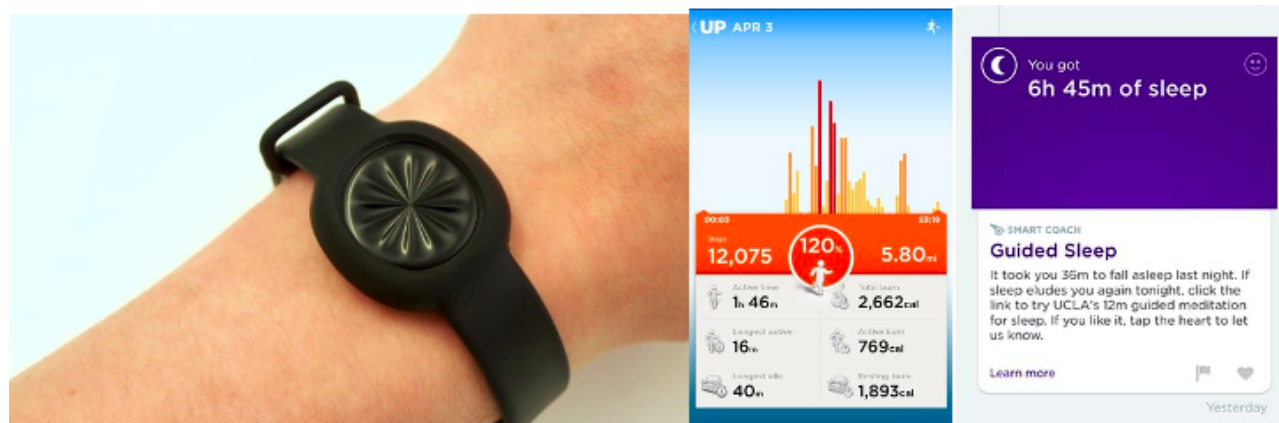 UP APR 3
00:03 23:19
Steps
12,075 120% 5.80mi
Active time Total burn
1h 46m 2,662cal
Longest active Active burn
16m 769cal
Longest idle Resting burn
40m 1,893cal
You got
6h 45m of sleep
SMART COACH
Guided Sleep
It took you 36m to fall asleep last night. If
sleep eludes you again tonight, click the
link to try UCLA's 12m guided meditation
for sleep. If you like it, tap the heart to let
us know.
Learn more
Yesterday